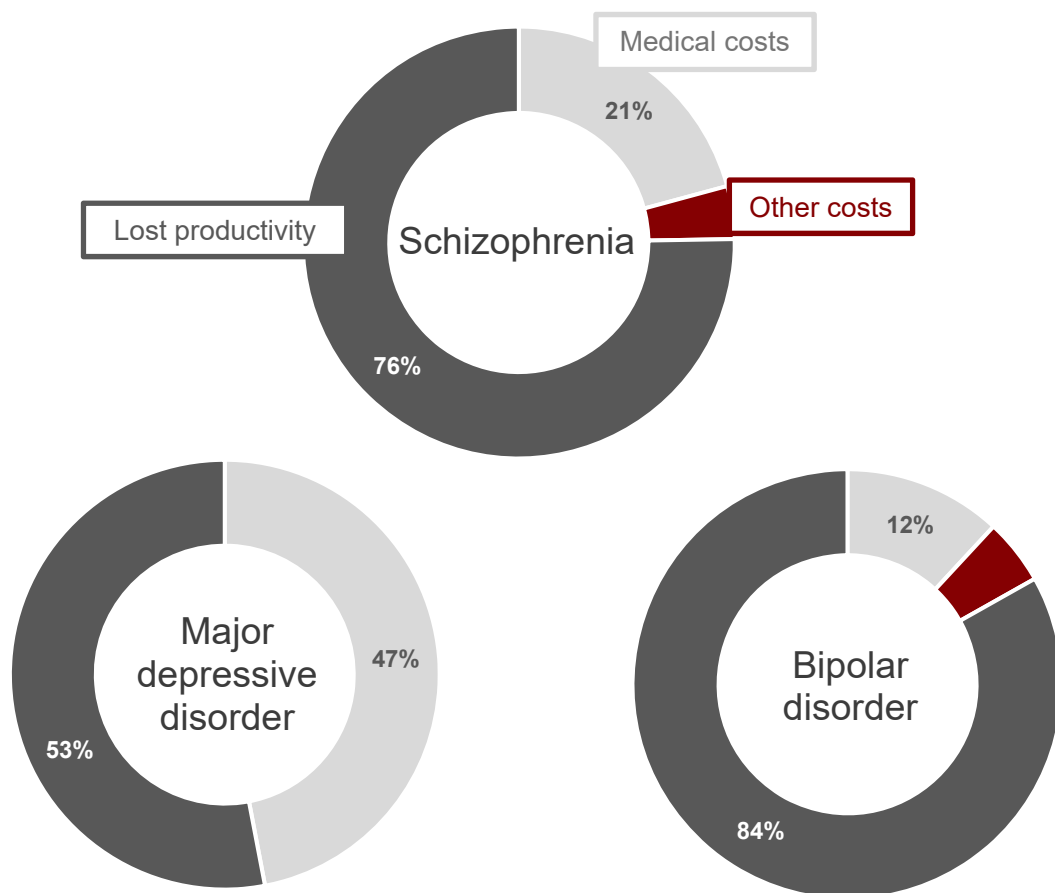 Medical costs
21%
Other costs
Lost productivity
Schizophrenia
76%
Major
depressive
disorder
47%
53%
12%
Bipolar
disorder
84%